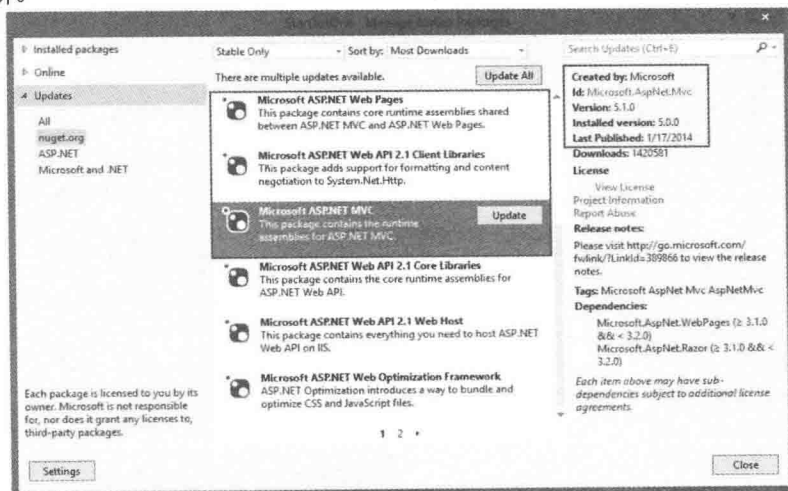 Installed packages
Online
Updates
All
nuget.org
ASP.NET
Microsoft and .NET
Each package is licensed to you by its
owner. Microsoft is not responsible
for, nor does it grant any licenses to,
third-party packages.
Settings
Stable Only
Sort by: Most Downloads
There are multiple updates available.
Update All
Microsoft ASP.NET Web Pages
This package contains core runtime assemblies shared
between ASP.NET MVC and ASP.NET Web Pages.
Microsoft ASP.NET Web API 2.1 Client Libraries
This package adds support for formatting and content
negotiation to System.Net.Http.
Microsoft ASP.NET MVC
Update
This package contains the runtime
assemblies for ASP.NET MVC.
Microsoft ASP.NET Web API 2.1 Core Libraries
This package contains the core runtime assemblies for
ASP.NET Web API.
Microsoft ASP.NET Web API 2.1 Web Host
This package contains everything you need to host ASP.NET
Web API on IIS.
Microsoft ASP.NET Web Optimization Framework
ASP.NET Optimization introduces a way to bundle and
optimize CSS and JavaScript files.
1 2
Search Updates (Ctrl+E)
Created by: Microsoft
Id: Microsoft.AspNet.Mvc
Version: 5.1.0
Installed version: 5.0.0
Last Published: 1/17/2014
Downloads: 1420581
License
View License
Project Information
Report Abuse
Release notes:
Please visit http://go.microsoft.com/
fwlink/?LinkId=389866 to view the release
notes.
Tags: Microsoft AspNet Mvc AspNetMvc
Dependencies:
Microsoft.AspNet.WebPages (≥ 3.1.0
&& < 3.2.0)
Microsoft.AspNet.Razor (≥ 3.1.0 && <
3.2.0)
Each item above may have sub-
dependencies subject to additional license
agreements.
Close